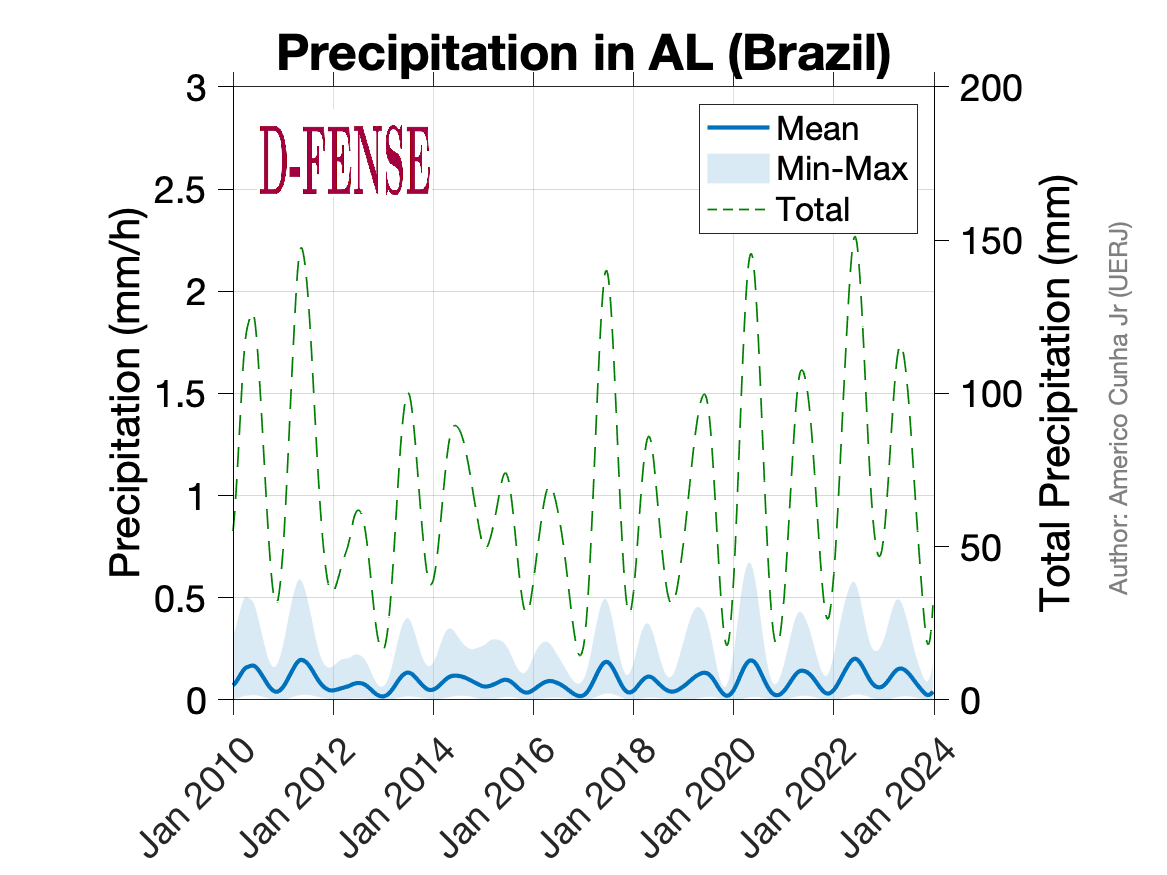 Precipitation in AL (Brazil)
D-FENSE
Mean
Min-Max
Total
Precipitation (mm/h)
3
2.5
2
1.5
1
0.5
0
200
150
100
50
0
Total Precipitation (mm)
Author: Americo Cunha Jr (UERJ)
Jan 2010
Jan 2012
Jan 2014
Jan 2016
Jan 2018
Jan 2020
Jan 2022
Jan 2024